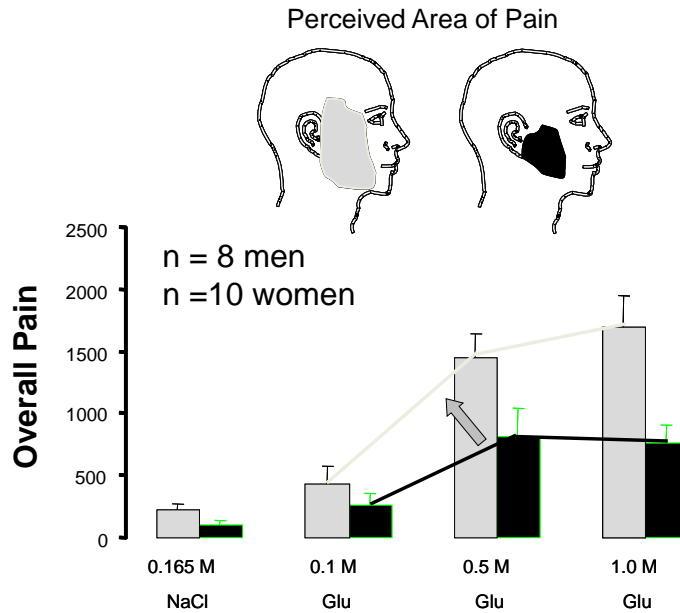 Perceived Area of Pain
2500
n = 8 men
n =10 women
2000
1500
1000
500
0
Overall Pain
0.165 M 0.1 M 0.5 M 1.0 M
NaCl Glu Glu Glu